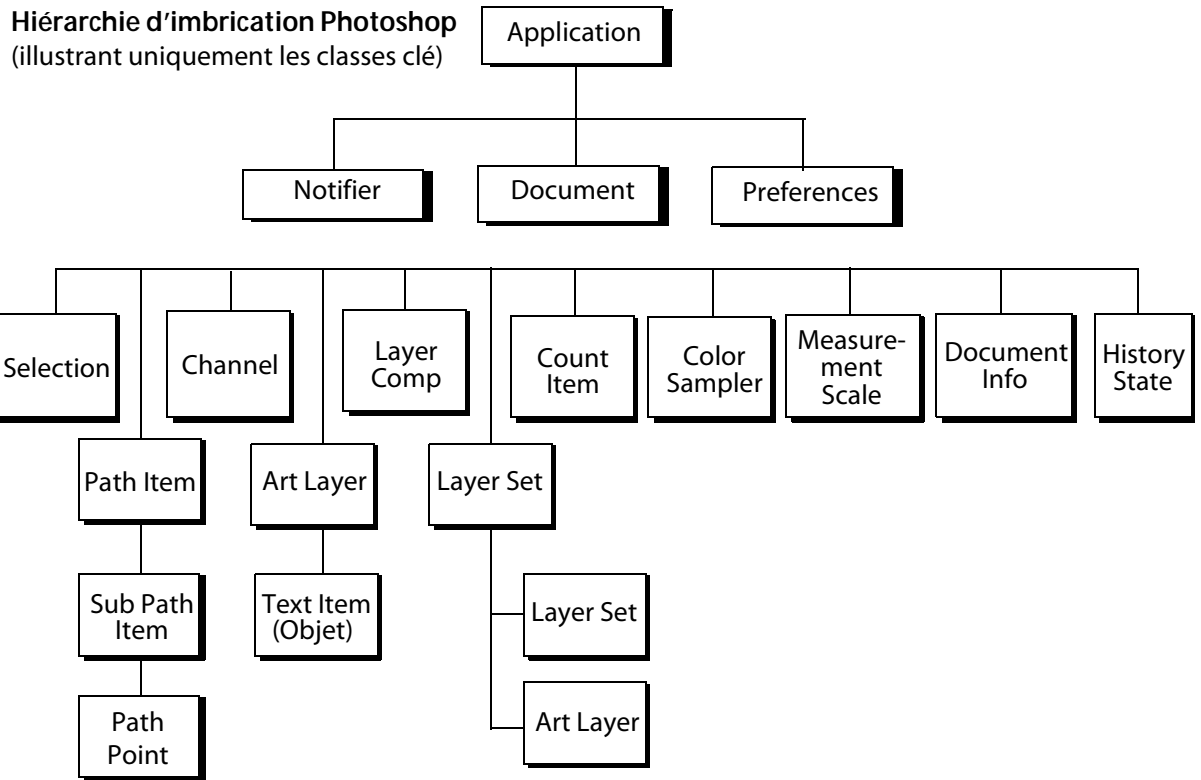 Hiérarchie d'imbrication Photoshop
(illustrant uniquement les classes clé)
Application
Notifier
Document
Preferences
Selection
Channel
Layer
Comp
Count
Item
Color
Sampler
Measure-
ment
Scale
Document
Info
History
State
Path Item
Art Layer
Layer Set
Sub Path
Item
Text Item
(Objet)
Layer Set
Path
Point
Art Layer